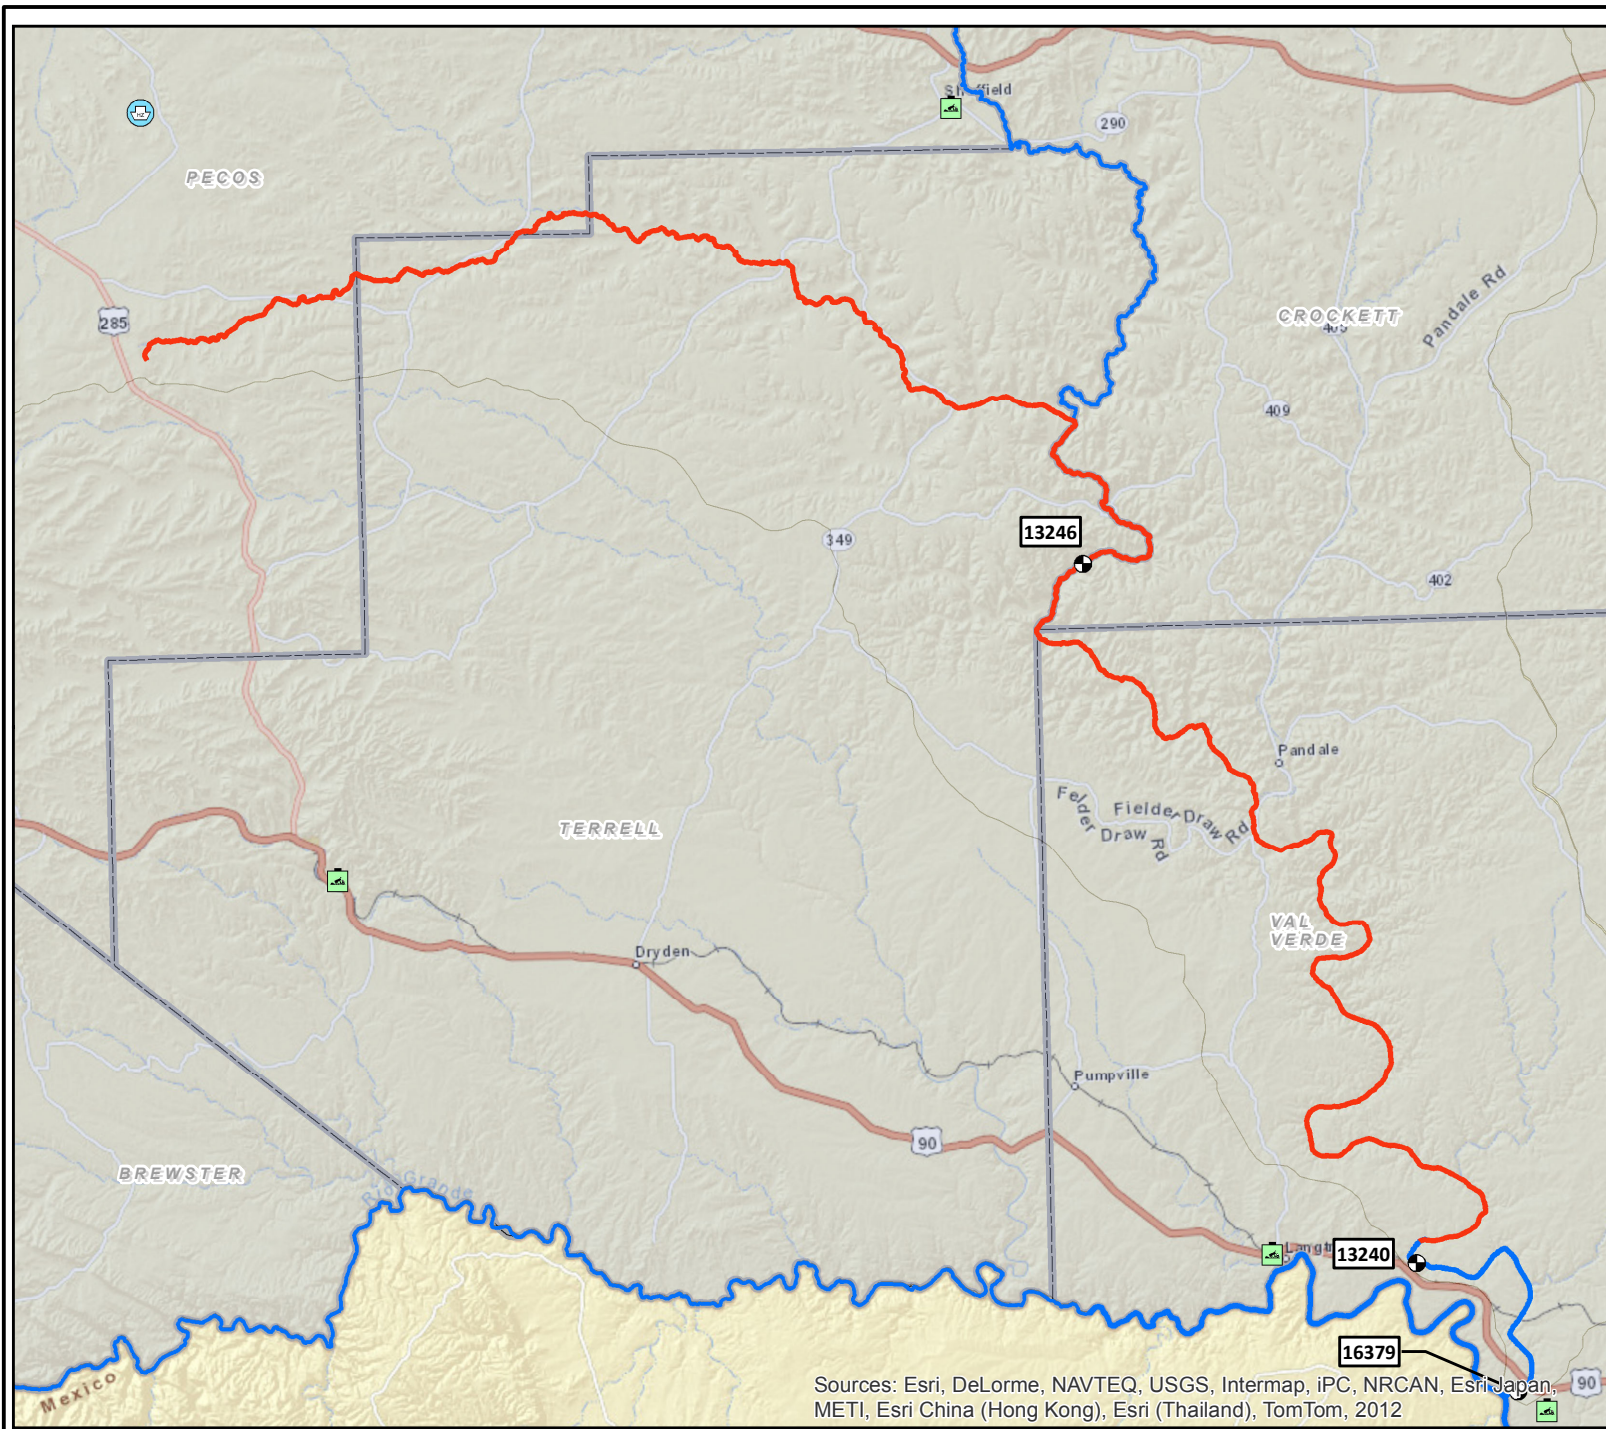 Sheffield
290
PECOS
285
CROCKETT
Pandale Rd
409
13246
349
402
Pandale
Felder Draw Rd
Fielder Draw Rd
TERRELL
VAL
VERDE
Dryden
Pumpville
90
BREWSTER
Rio Grande
13240
16379
90
Mexico
Sources: Esri, DeLorme, NAVTEQ, USGS, Intermap, iPC, NRCAN, Esri Japan,
METI, Esri China (Hong Kong), Esri (Thailand), TomTom, 2012